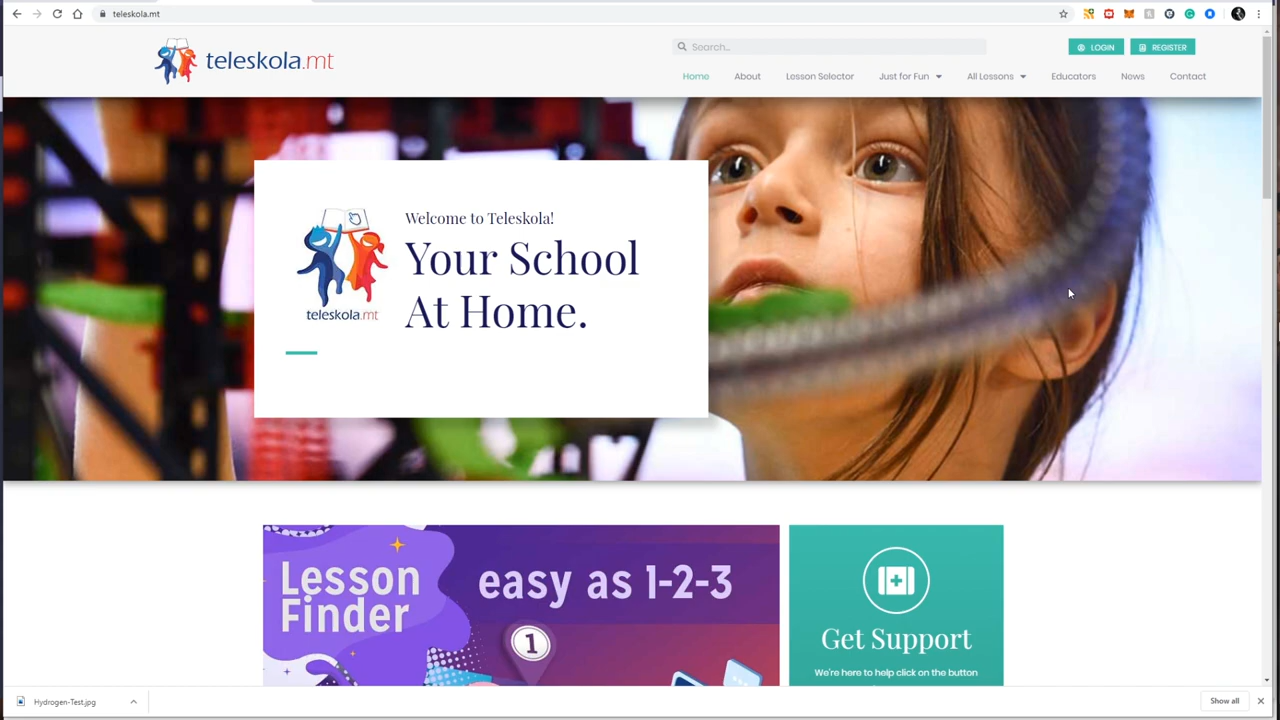 teleskola.mt
teleskola.mt
Search...
LOGIN
REGISTER
Home
About
Lesson Selector
Just for Fun
All Lessons
Educators
News
Contact
Welcome to Teleskola!
Your School
At Home.
teleskola.mt
Lesson
Finder
easy as 1-2-3
1
Get Support
We're here to help click on the button
Hydrogen-Test.jpg
Show all